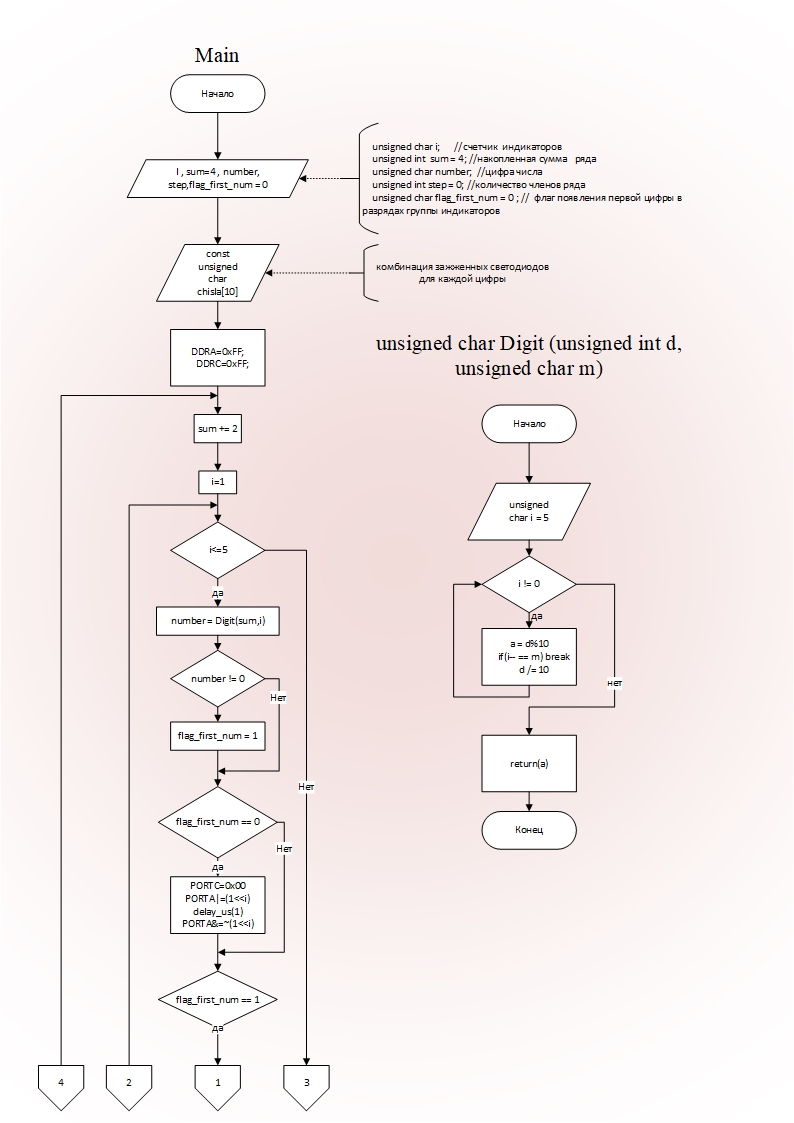 Main
Начало
I , sum=4 , number,
step,flag_first_num = 0
unsigned char i; //счетчик индикаторов
unsigned int sum = 4; //накопленная сумма ряда
unsigned char number; //цифра числа
unsigned int step = 0; //количество членов ряда
unsigned char flag_first_num = 0 ; // флаг появления первой цифры в
разрядах группы индикаторов
const
unsigned
char
chisla[10]
комбинация зажженных светодиодов
для каждой цифры
DDRA=0xFF;
DDRC=0xFF;
sum += 2
i=1
i<=5
да
number = Digit(sum,i)
number != 0
Нет
flag_first_num = 1
Нет
flag_first_num == 0
Нет
да
PORTC=0x00
PORTA|=(1<<i)
delay_us(1)
PORTA&=~(1<<i)
flag_first_num == 1
да
4
2
1
3
unsigned char Digit (unsigned int d,
unsigned char m)
Начало
unsigned
char i = 5
i != 0
да
a = d%10
if(i-- == m) break
d /= 10
нет
return(a)
Конец